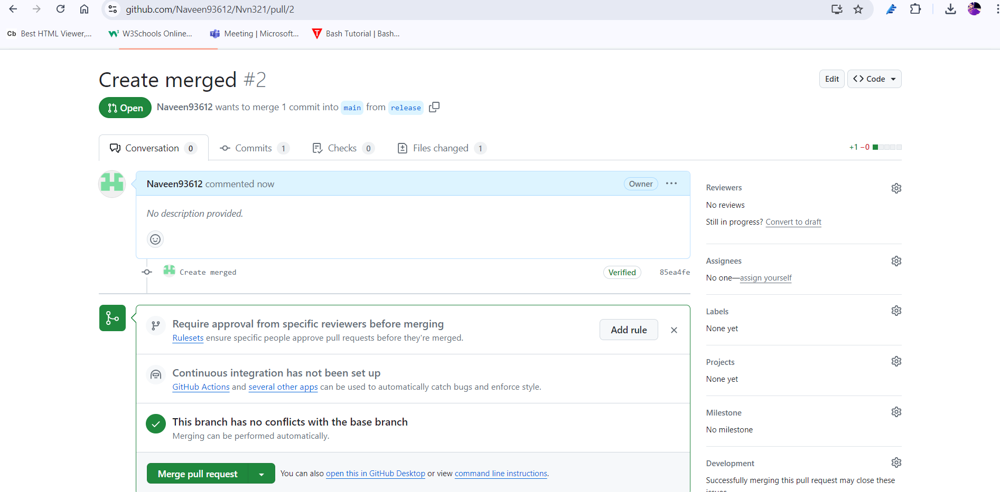 github.com/Naveen93612/Nvn321/pull/2
Cb Best HTML Viewer,... W3Schools Online... Meeting | Microsoft... Bash Tutorial | Bash...
Create merged #2
Edit
Code
Open
Naveen93612 wants to merge 1 commit into main from release
Conversation 0
Commits 1
Checks 0
Files changed 1
+1 −0
Naveen93612 commented now
Owner
No description provided.
Create merged
Verified
85ea4fe
Require approval from specific reviewers before merging
Rulesets ensure specific people approve pull requests before they're merged.
Add rule
Continuous integration has not been set up
GitHub Actions and several other apps can be used to automatically catch bugs and enforce style.
This branch has no conflicts with the base branch
Merging can be performed automatically.
Merge pull request
You can also open this in GitHub Desktop or view command line instructions.
Reviewers
No reviews
Still in progress? Convert to draft
Assignees
No one—assign yourself
Labels
None yet
Projects
None yet
Milestone
No milestone
Development
Successfully merging this pull request may close these